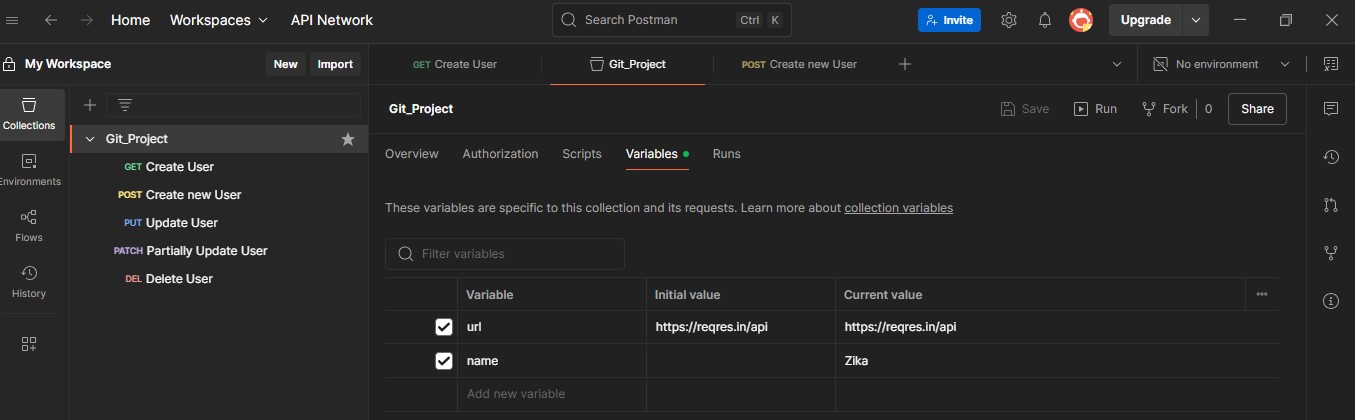 Home Workspaces API Network Search Postman Ctrl K Invite Upgrade
My Workspace New Import GET Create User Git_Project POST Create new User No environment
Collections
Environments
Flows
History
Git_Project
GET Create User
POST Create new User
PUT Update User
PATCH Partially Update User
DEL Delete User
Git_Project Save Run Fork 0 Share
Overview Authorization Scripts Variables Runs
These variables are specific to this collection and its requests. Learn more about collection variables
Filter variables
Variable Initial value Current value
url https://reqres.in/api https://reqres.in/api
name Zika
Add new variable